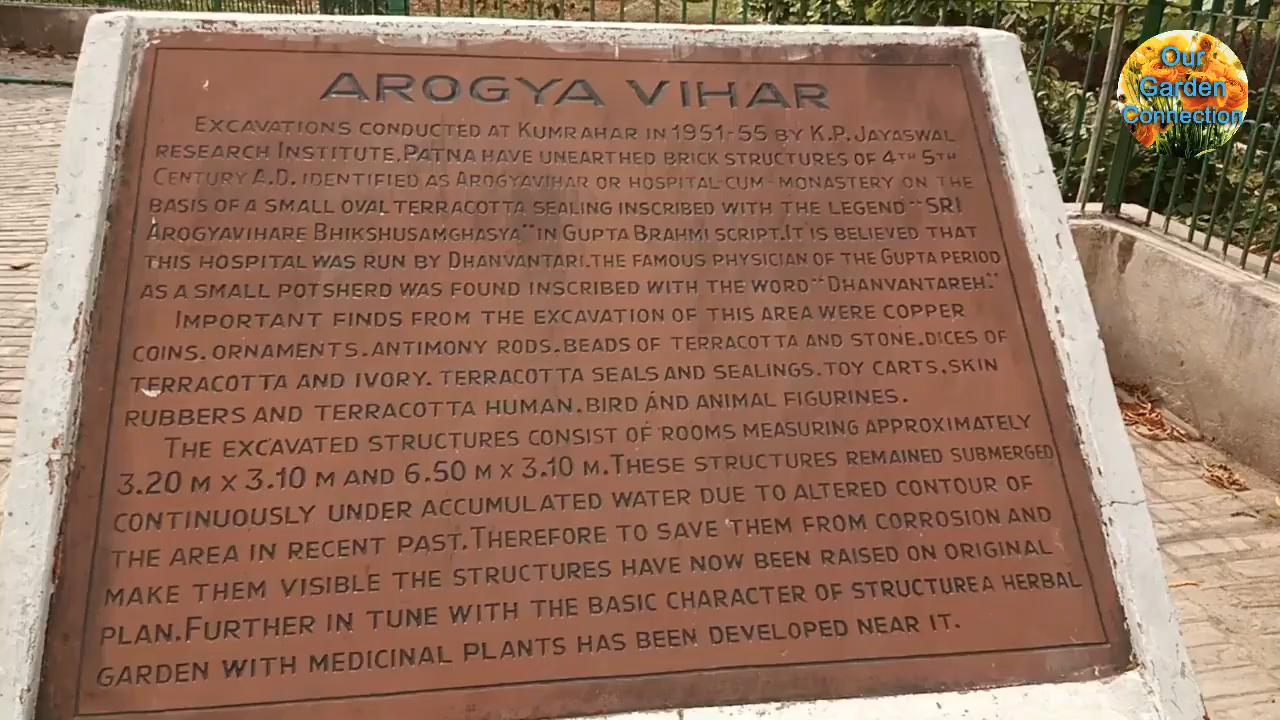 AROGYA VIHAR
EXCAVATIONS CONDUCTED AT KUMRAHAR IN 1951-55 BY K.P. JAYASWAL
RESEARCH INSTITUTE, PATNA HAVE UNEARTHED BRICK STRUCTURES OF 4TH 5TH
CENTURY A.D. IDENTIFIED AS AROGYAVIHAR OR HOSPITAL-CUM-MONASTERY ON THE
BASIS OF A SMALL OVAL TERRACOTTA SEALING INSCRIBED WITH THE LEGEND "SRI
AROGYAVIHARE BHIKSHUSAMGHASYA" IN GUPTA BRAHMI SCRIPT. IT IS BELIEVED THAT
THIS HOSPITAL WAS RUN BY DHANVANTARI. THE FAMOUS PHYSICIAN OF THE GUPTA PERIOD
AS A SMALL POTSHERD WAS FOUND INSCRIBED WITH THE WORD "DHANVANTAREH."
IMPORTANT FINDS FROM THE EXCAVATION OF THIS AREA WERE COPPER
COINS. ORNAMENTS. ANTIMONY RODS. BEADS OF TERRACOTTA AND STONE. DICES OF
TERRACOTTA AND IVORY. TERRACOTTA SEALS AND SEALINGS. TOY CARTS. SKIN
RUBBERS AND TERRACOTTA HUMAN. BIRD AND ANIMAL FIGURINES.
THE EXCAVATED STRUCTURES CONSIST OF ROOMS MEASURING APPROXIMATELY
3.20 M X 3.10 M AND 6.50 M X 3.10 M. THESE STRUCTURES REMAINED SUBMERGED
CONTINUOUSLY UNDER ACCUMULATED WATER DUE TO ALTERED CONTOUR OF
THE AREA IN RECENT PAST. THEREFORE TO SAVE THEM FROM CORROSION AND
MAKE THEM VISIBLE THE STRUCTURES HAVE NOW BEEN RAISED ON ORIGINAL
PLAN. FURTHER IN TUNE WITH THE BASIC CHARACTER OF STRUCTURE A HERBAL
GARDEN WITH MEDICINAL PLANTS HAS BEEN DEVELOPED NEAR IT.
Our
Garden
Connection